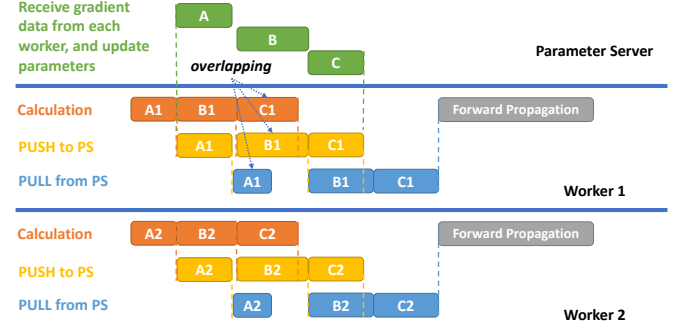 Receive gradient
data from each
worker, and update
parameters
A
B
C
overlapping
Parameter Server
Calculation
A1 B1 C1
Forward Propagation
PUSH to PS
A1 B1 C1
PULL from PS
A1 B1 C1
Worker 1
Calculation
A2 B2 C2
Forward Propagation
PUSH to PS
A2 B2 C2
PULL from PS
A2 B2 C2
Worker 2